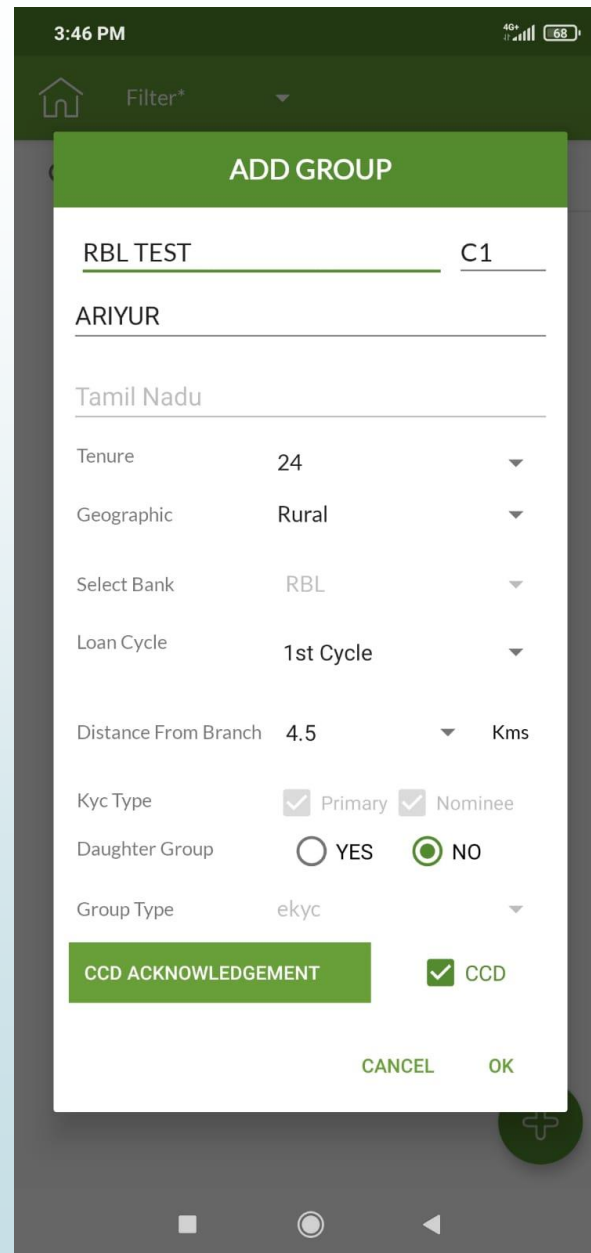 3:46 PM 4G+ 68
Filter*
ADD GROUP
RBL TEST C1
ARIYUR
Tamil Nadu
Tenure 24
Geographic Rural
Select Bank RBL
Loan Cycle 1st Cycle
Distance From Branch 4.5 Kms
Kyc Type Primary Nominee
Daughter Group YES NO
Group Type ekyc
CCD ACKNOWLEDGEMENT CCD
CANCEL OK